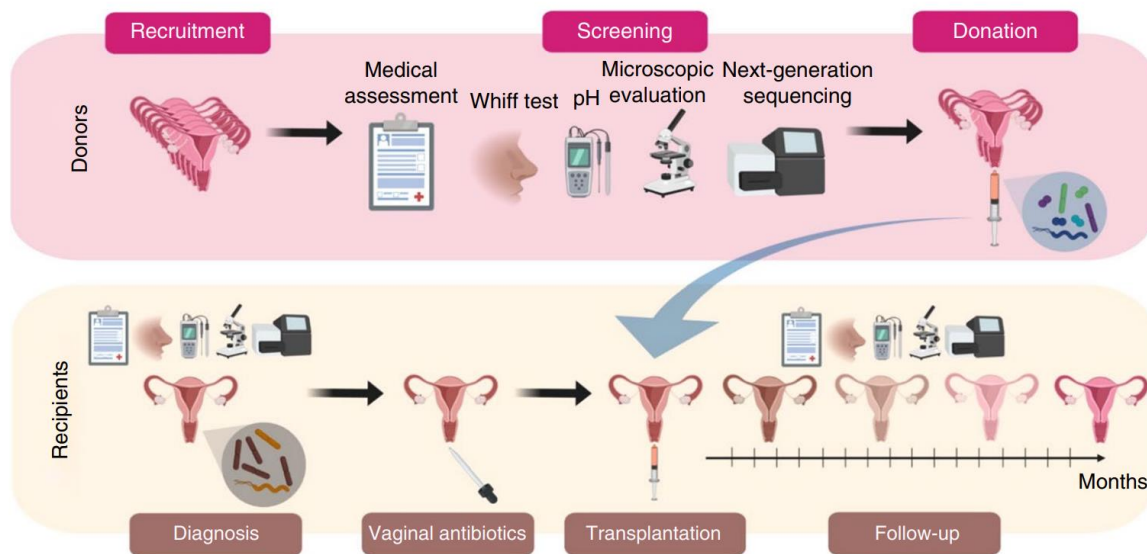 Recruitment
Screening
Donation
Donors
Medical
assessment
Whiff test
pH
Microscopic
evaluation
Next-generation
sequencing
Recipients
Months
Diagnosis
Vaginal antibiotics
Transplantation
Follow-up